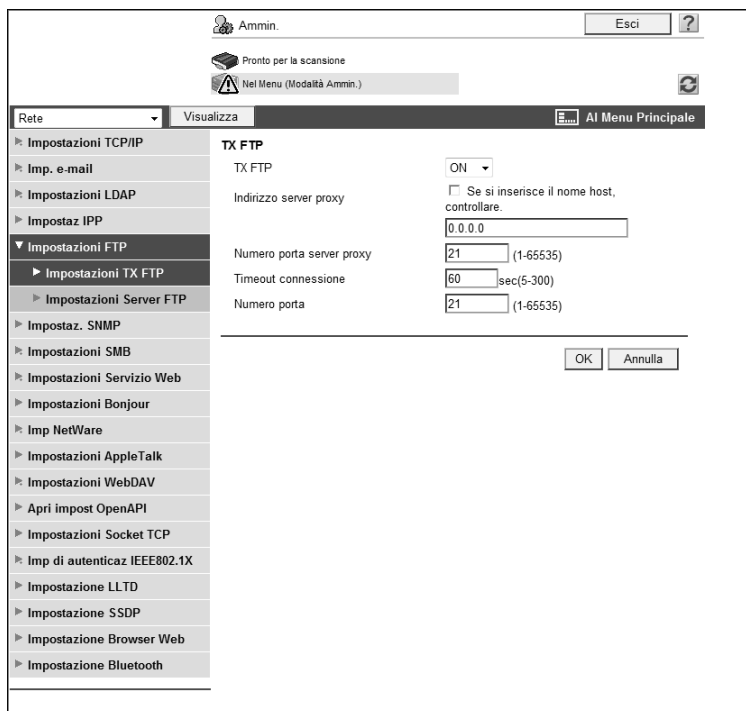 Ammin.
Esci
?
Pronto per la scansione
Nel Menu (Modalità Ammin.)
Rete
Visualizza
Al Menu Principale
Impostazioni TCP/IP
Imp. e-mail
Impostazioni LDAP
Impostaz IPP
Impostazioni FTP
Impostazioni TX FTP
Impostazioni Server FTP
Impostaz. SNMP
Impostazioni SMB
Impostazioni Servizio Web
Impostazioni Bonjour
Imp NetWare
Impostazioni AppleTalk
Impostazioni WebDAV
Apri impost OpenAPI
Impostazioni Socket TCP
Imp di autenticaz IEEE802.1X
Impostazione LLTD
Impostazione SSDP
Impostazione Browser Web
Impostazione Bluetooth
TX FTP
TX FTP
ON
Indirizzo server proxy
Se si inserisce il nome host,
controllare.
0.0.0.0
Numero porta server proxy
21 (1-65535)
Timeout connessione
60 sec(5-300)
Numero porta
21 (1-65535)
OK
Annulla